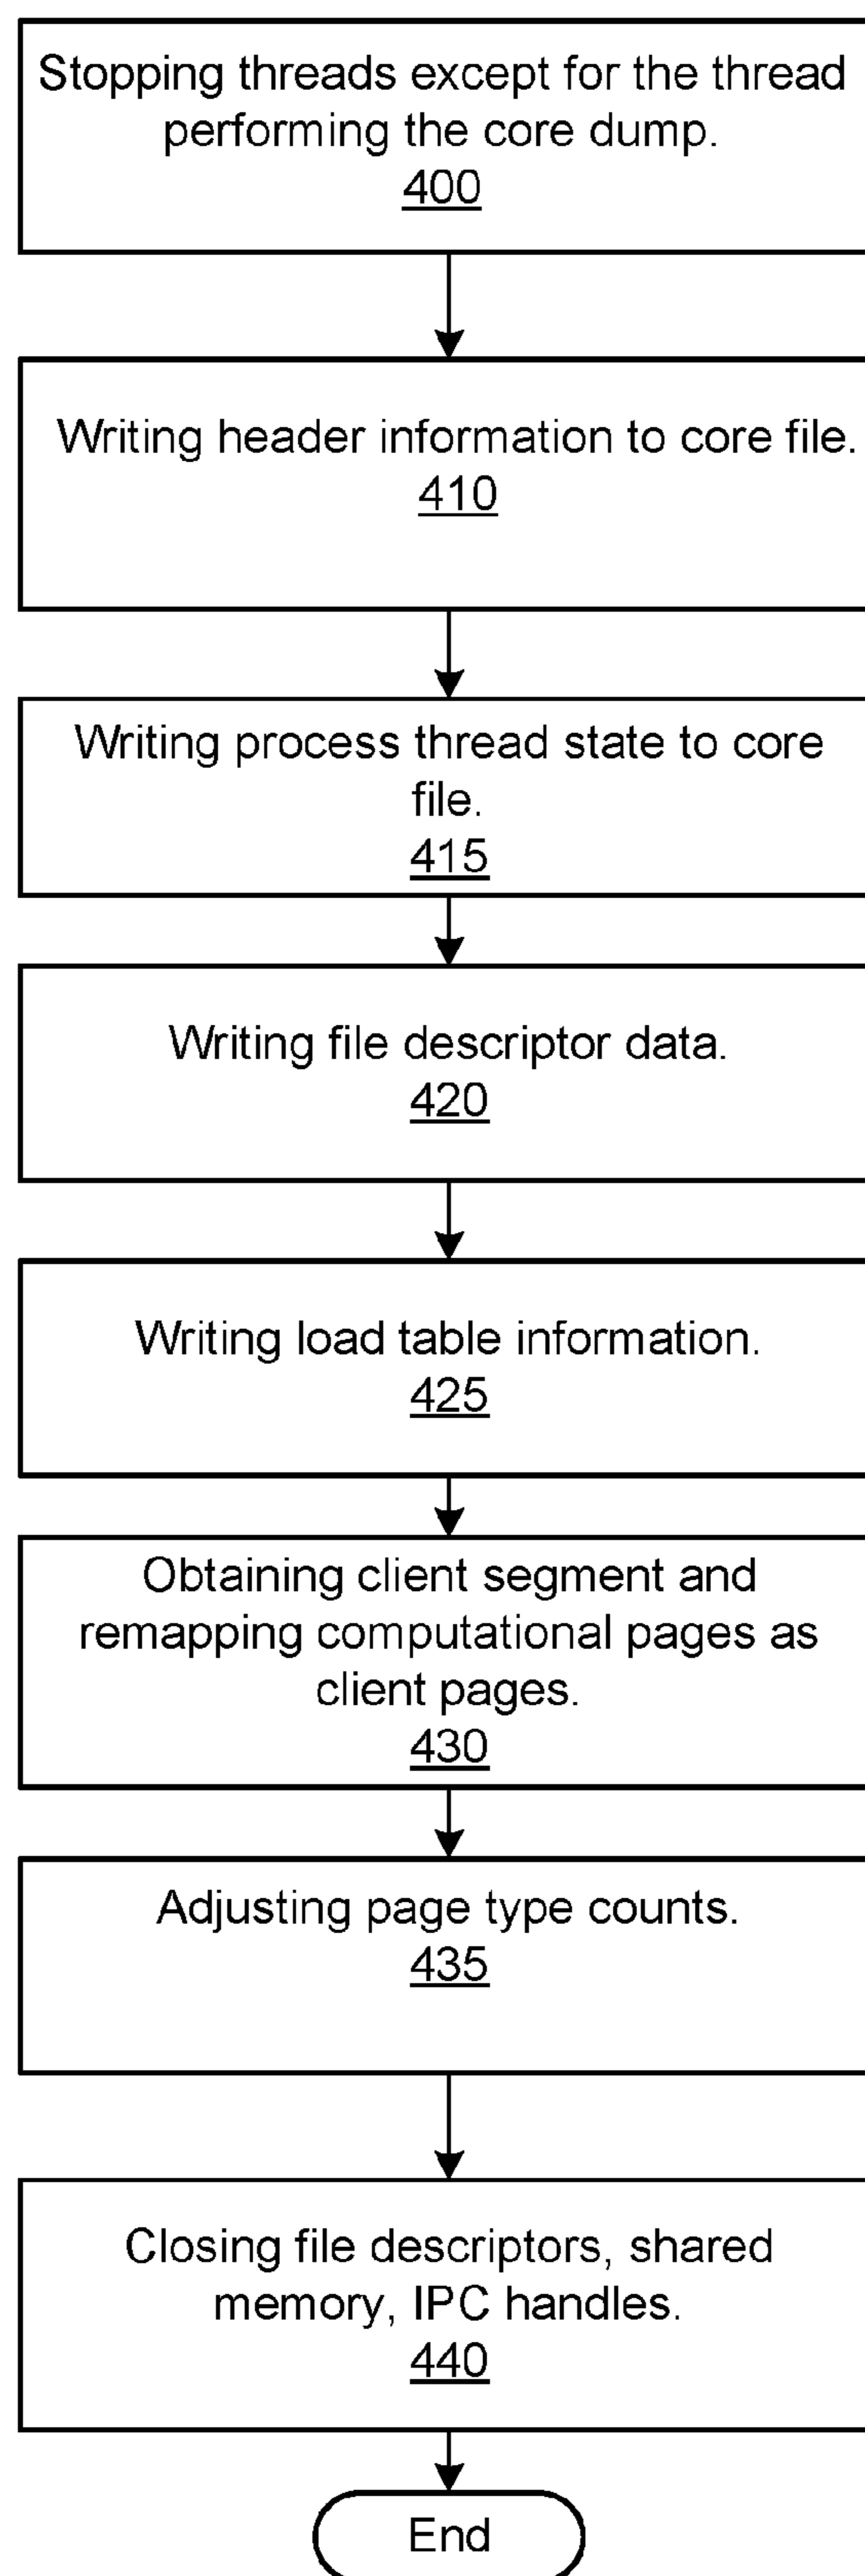 Stopping threads except for the thread
performing the core dump.
400
Writing header information to core file.
410
Writing process thread state to core
file.
415
Writing file descriptor data.
420
Writing load table information.
425
Obtaining client segment and
remapping computational pages as
client pages.
430
Adjusting page type counts.
435
Closing file descriptors, shared
memory, IPC handles.
440
End